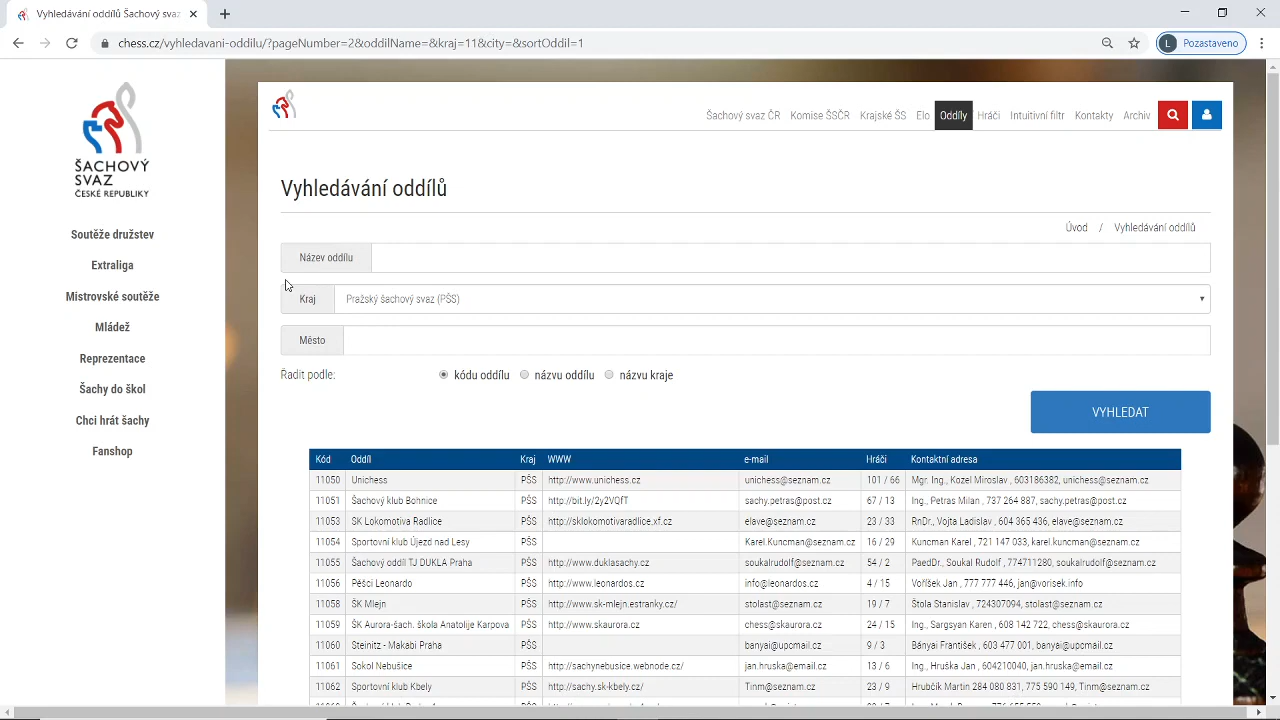 Vyhledávání oddílů Šachový svaz
chess.cz/vyhledavani-oddilu/?pageNumber=2&oddilName=&kraj=11&city=&sortOddil=1
L Pozastaveno
ŠACHOVÝ
SVAZ
ČESKÉ REPUBLIKY
Soutěže družstev
Extraliga
Mistrovské soutěže
Mládež
Reprezentace
Šachy do škol
Chci hrát šachy
Fanshop
Šachový svaz ČR Komise ŠSČR Krajské ŠS Elo Oddíly Hráči Intuitivní filtr Kontakty Archiv
Vyhledávání oddílů
Úvod / Vyhledávání oddílů
Název oddílu
Kraj Pražský šachový svaz (PŠS)
Město
Řadit podle: kódu oddílu názvu oddílu názvu kraje
VYHLEDAT
Kód Oddíl Kraj WWW e-mail Hráči Kontaktní adresa
11050 Unichess PŠS http://www.unichess.cz unichess@seznam.cz 101 / 66 Mgr. Ing., Kozel Miroslav , 603186382, unichess@seznam.cz
11051 Šachový klub Bohnice PŠS http://bit.ly/2y2VQfT sachy.petras@post.cz 67 / 13 Ing., Petras Milan , 737 264 887, sachy.petras@post.cz
11053 SK Lokomotiva Radlice PŠS http://sklokomotivaradlice.xf.cz elave@seznam.cz 23 / 33 RnDr., Vojta Ladislav , 604 365 436, elave@seznam.cz
11054 Sportovní klub Újezd nad Lesy PŠS Karel.Kuncman@seznam.cz 16 / 29 Kuncman Karel , 721 147 033, karel.kuncman@seznam.cz
11055 Šachový oddíl TJ DUKLA Praha PŠS http://www.duklasachy.cz soukalrudolf@seznam.cz 54 / 2 PaedDr., Soukal Rudolf , 774711280, soukalrudolf@seznam.cz
11056 Pěšci Leonardo PŠS http://www.leonardos.cz info@leonardos.cz 4 / 15 Voříšek Jan , 777 777 446, jan@vorisek.info
11058 ŠK Mlejn PŠS http://www.sk-mlejn.estranky.cz/ stolast@seznam.cz 19 / 7 Štola Stanislav , 724307094, stolast@seznam.cz
11059 ŠK Aurora-šach. škola Anatolije Karpova PŠS http://www.skaurora.cz chess@skaurora.cz 24 / 15 Ing., Sargsyan Karen , 608 142 722, chess@skaurora.cz
11060 Steinitz - Makabi Praha PŠS banyai@upcmail.cz 9 / 3 Bányai František , 603 477 001, banyai@upcmail.cz
11061 Sokol Nebušice PŠS http://sachynebusice.webnode.cz/ jan.hruska@email.cz 13 / 6 Ing., Hruška Jan , 604210040, jan.hruska@email.cz
11062 Sportovní klub Kbely PŠS http://sachy.sk-kbely.cz/ Tinm@seznam.cz 23 / 9 Hrubčík Martin, 284 080 831, 775 590 149, Tinm@seznam.cz